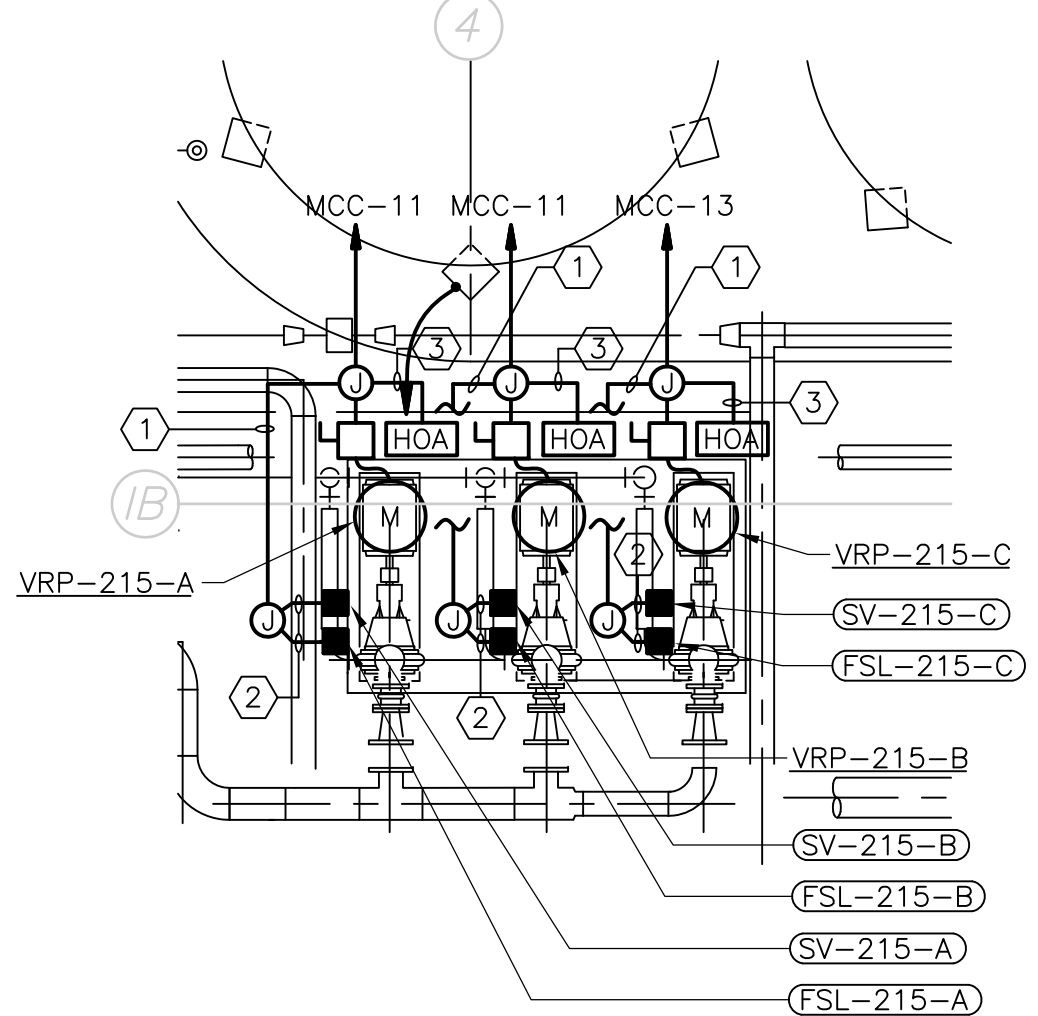 4
MCC-11 MCC-11 MCC-13
1 1
3 3
J J J
3
1
HOA HOA HOA
1B
M M M
2
VRP-215-C
VRP-215-A
SV-215-C
J J J
FSL-215-C
2 2
VRP-215-B
SV-215-B
FSL-215-B
SV-215-A
FSL-215-A